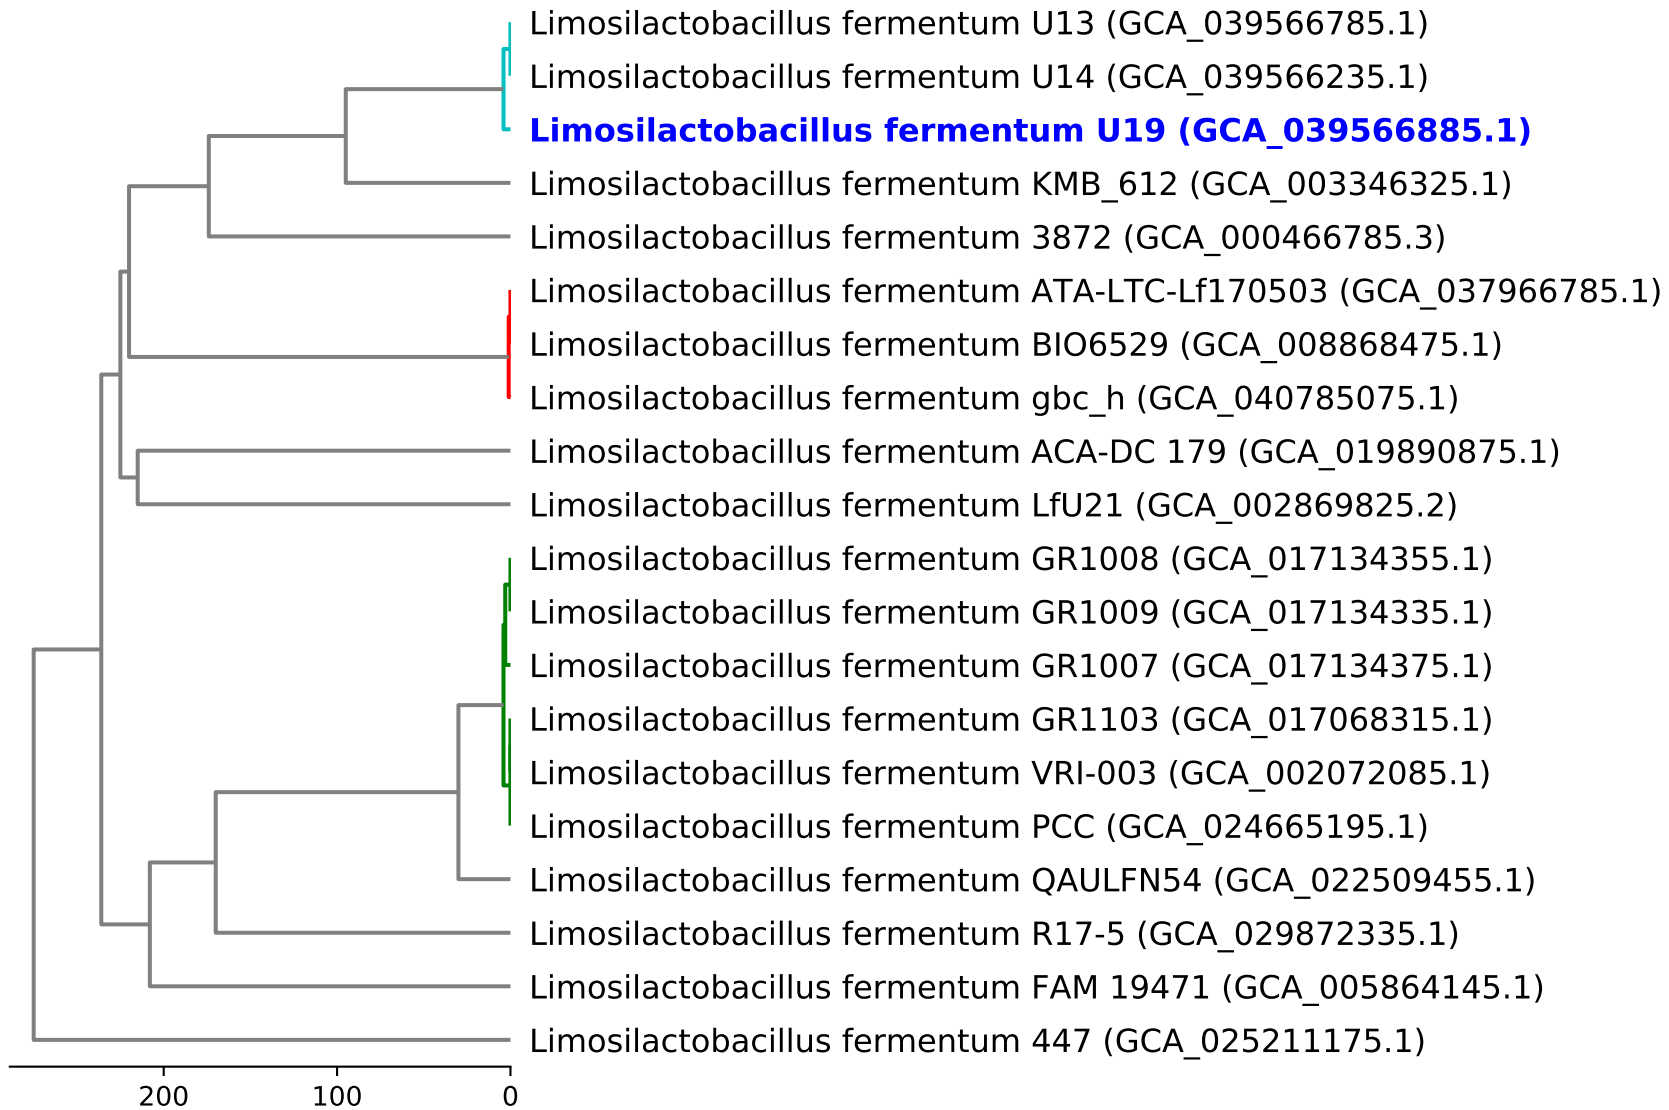 Limosilactobacillus fermentum U13 (GCA_039566785.1)
Limosilactobacillus fermentum U14 (GCA_039566235.1)
Limosilactobacillus fermentum U19 (GCA_039566885.1)
Limosilactobacillus fermentum KMB_612 (GCA_003346325.1)
Limosilactobacillus fermentum 3872 (GCA_000466785.3)
Limosilactobacillus fermentum ATA-LTC-Lf170503 (GCA_037966785.1)
Limosilactobacillus fermentum BIO6529 (GCA_008868475.1)
Limosilactobacillus fermentum gbc_h (GCA_040785075.1)
Limosilactobacillus fermentum ACA-DC 179 (GCA_019890875.1)
Limosilactobacillus fermentum LfU21 (GCA_002869825.2)
Limosilactobacillus fermentum GR1008 (GCA_017134355.1)
Limosilactobacillus fermentum GR1009 (GCA_017134335.1)
Limosilactobacillus fermentum GR1007 (GCA_017134375.1)
Limosilactobacillus fermentum GR1103 (GCA_017068315.1)
Limosilactobacillus fermentum VRI-003 (GCA_002072085.1)
Limosilactobacillus fermentum PCC (GCA_024665195.1)
Limosilactobacillus fermentum QAULFN54 (GCA_022509455.1)
Limosilactobacillus fermentum R17-5 (GCA_029872335.1)
Limosilactobacillus fermentum FAM 19471 (GCA_005864145.1)
Limosilactobacillus fermentum 447 (GCA_025211175.1)
200 100 0